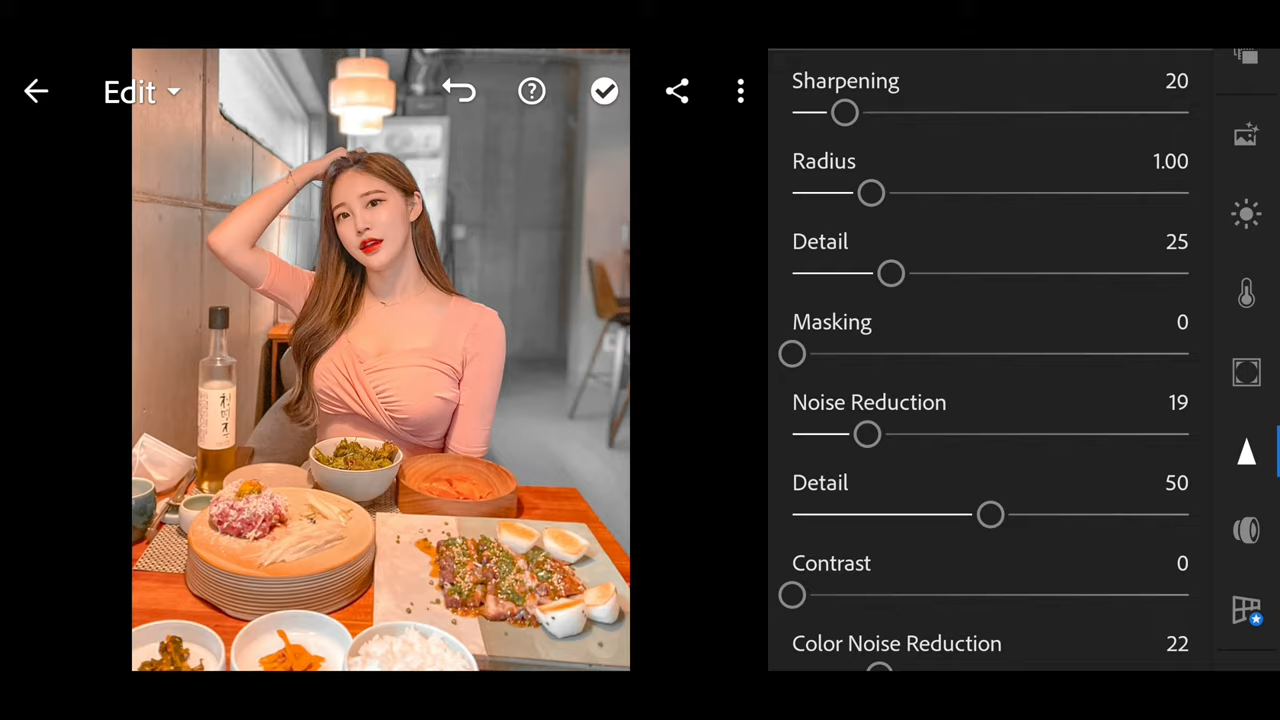 Edit
Sharpening 20
Radius 1.00
Detail 25
Masking 0
Noise Reduction 19
Detail 50
Contrast 0
Color Noise Reduction 22